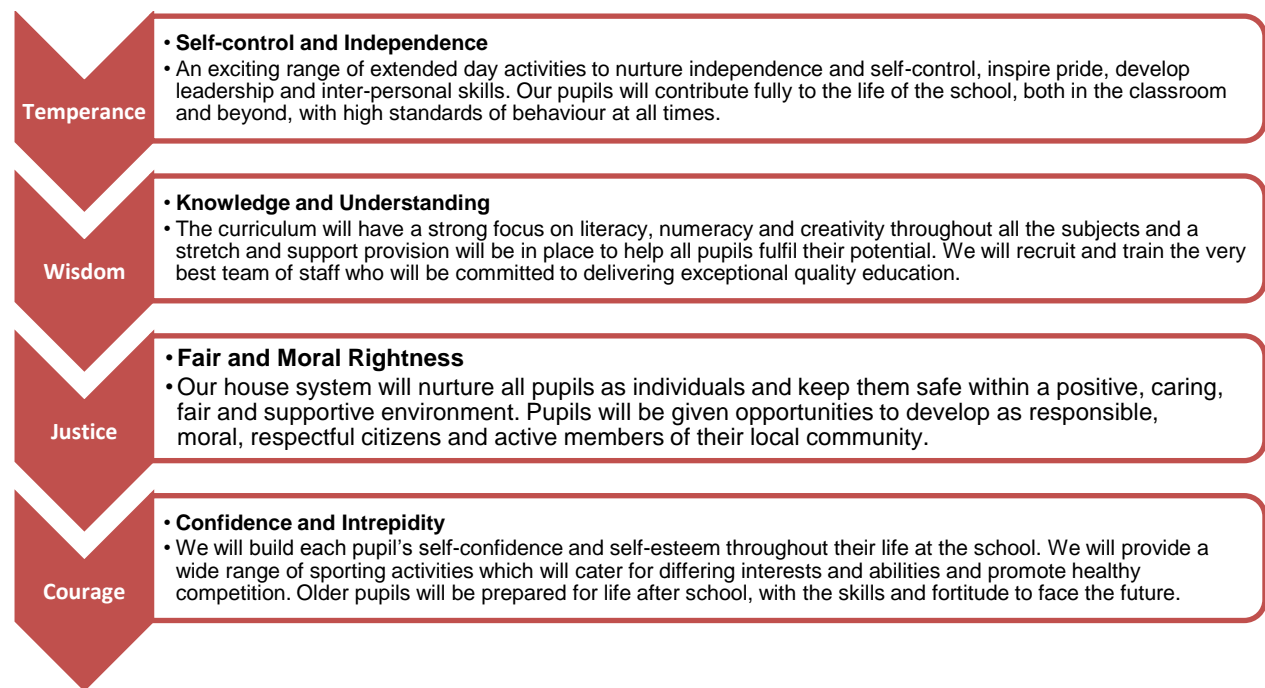 Temperance
• Self-control and Independence
• An exciting range of extended day activities to nurture independence and self-control, inspire pride, develop
leadership and inter-personal skills. Our pupils will contribute fully to the life of the school, both in the classroom
and beyond, with high standards of behaviour at all times.
Wisdom
• Knowledge and Understanding
• The curriculum will have a strong focus on literacy, numeracy and creativity throughout all the subjects and a
stretch and support provision will be in place to help all pupils fulfil their potential. We will recruit and train the very
best team of staff who will be committed to delivering exceptional quality education.
Justice
• Fair and Moral Rightness
• Our house system will nurture all pupils as individuals and keep them safe within a positive, caring,
fair and supportive environment. Pupils will be given opportunities to develop as responsible,
moral, respectful citizens and active members of their local community.
Courage
• Confidence and Intrepidity
• We will build each pupil's self-confidence and self-esteem throughout their life at the school. We will provide a
wide range of sporting activities which will cater for differing interests and abilities and promote healthy
competition. Older pupils will be prepared for life after school, with the skills and fortitude to face the future.